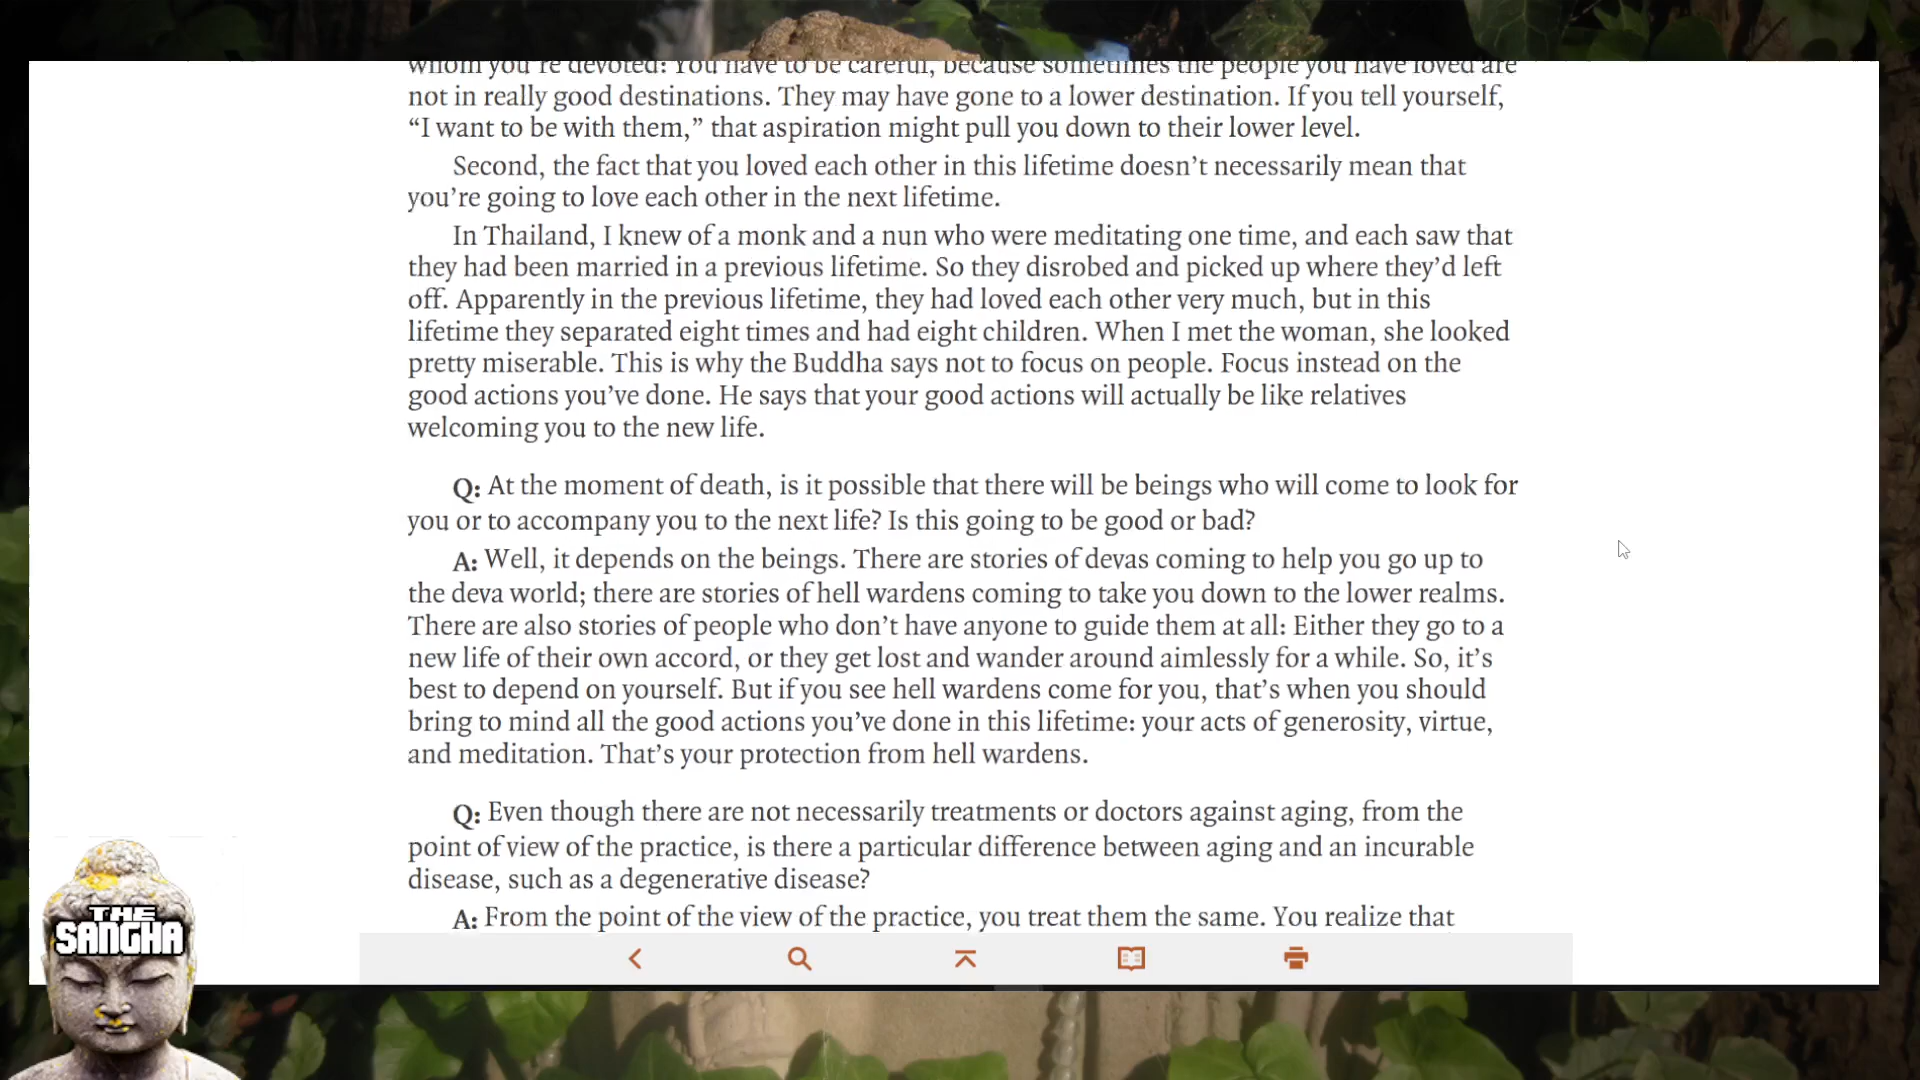 whom you're devoted: You have to be careful, because sometimes the people you have loved are
not in really good destinations. They may have gone to a lower destination. If you tell yourself,
“I want to be with them,” that aspiration might pull you down to their lower level.
Second, the fact that you loved each other in this lifetime doesn’t necessarily mean that
you’re going to love each other in the next lifetime.
In Thailand, I knew of a monk and a nun who were meditating one time, and each saw that
they had been married in a previous lifetime. So they disrobed and picked up where they’d left
off. Apparently in the previous lifetime, they had loved each other very much, but in this
lifetime they separated eight times and had eight children. When I met the woman, she looked
pretty miserable. This is why the Buddha says not to focus on people. Focus instead on the
good actions you’ve done. He says that your good actions will actually be like relatives
welcoming you to the new life.
Q: At the moment of death, is it possible that there will be beings who will come to look for
you or to accompany you to the next life? Is this going to be good or bad?
A: Well, it depends on the beings. There are stories of devas coming to help you go up to
the deva world; there are stories of hell wardens coming to take you down to the lower realms.
There are also stories of people who don’t have anyone to guide them at all: Either they go to a
new life of their own accord, or they get lost and wander around aimlessly for a while. So, it’s
best to depend on yourself. But if you see hell wardens come for you, that’s when you should
bring to mind all the good actions you’ve done in this lifetime: your acts of generosity, virtue,
and meditation. That’s your protection from hell wardens.
Q: Even though there are not necessarily treatments or doctors against aging, from the
point of view of the practice, is there a particular difference between aging and an incurable
disease, such as a degenerative disease?
A: From the point of the view of the practice, you treat them the same. You realize that
THE
SANGHA